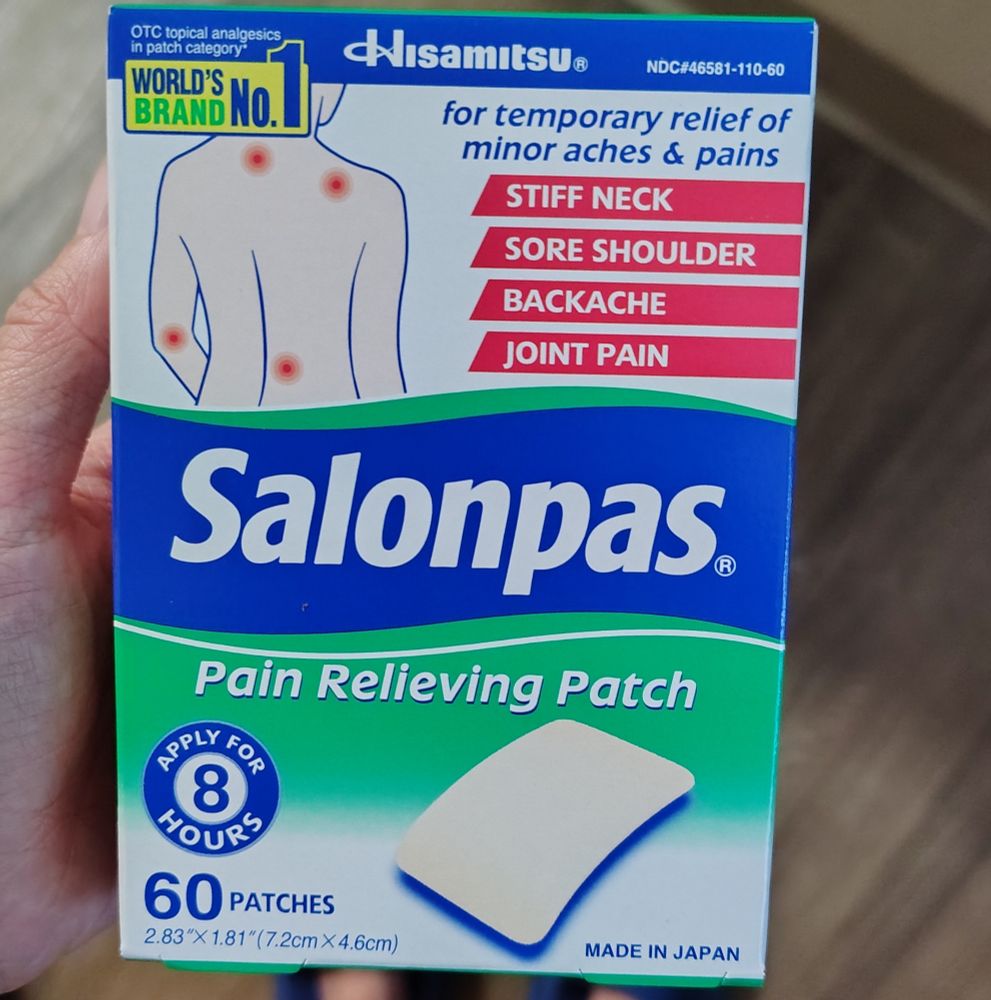 OTC topical analgesics
in patch category*
WORLD'S
BRAND No.1
Hisamitsu®
NDC#46581-110-60
for temporary relief of
minor aches & pains
STIFF NECK
SORE SHOULDER
BACKACHE
JOINT PAIN
Salonpas®
Pain Relieving Patch
APPLY FOR
8
HOURS
60 PATCHES
2.83"×1.81"(7.2cm×4.6cm)
MADE IN JAPAN